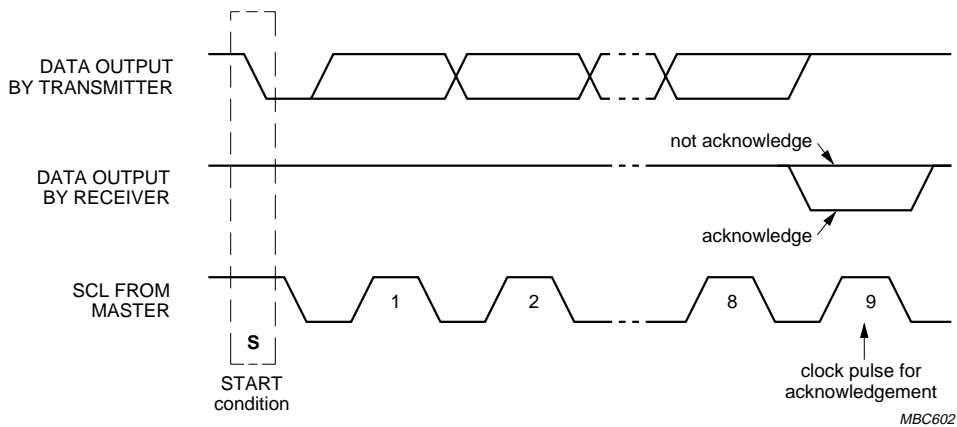 DATA OUTPUT
BY TRANSMITTER
not acknowledge
DATA OUTPUT
BY RECEIVER
acknowledge
SCL FROM
MASTER
1
2
8
9
S
START
condition
clock pulse for
acknowledgement
MBC602